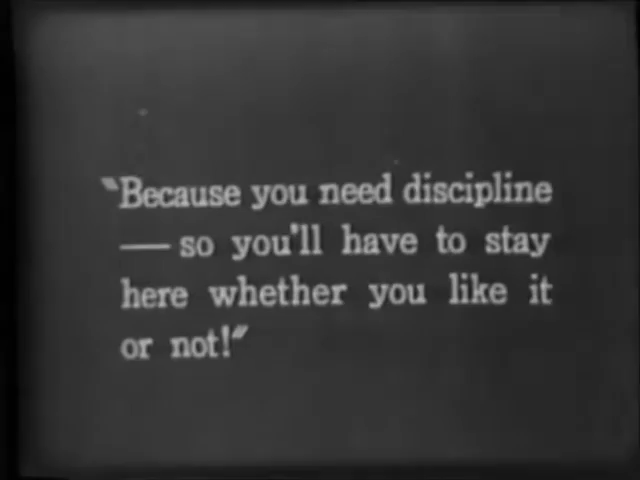 "Because you need discipline
— so you'll have to stay
here whether you like it
or not!"